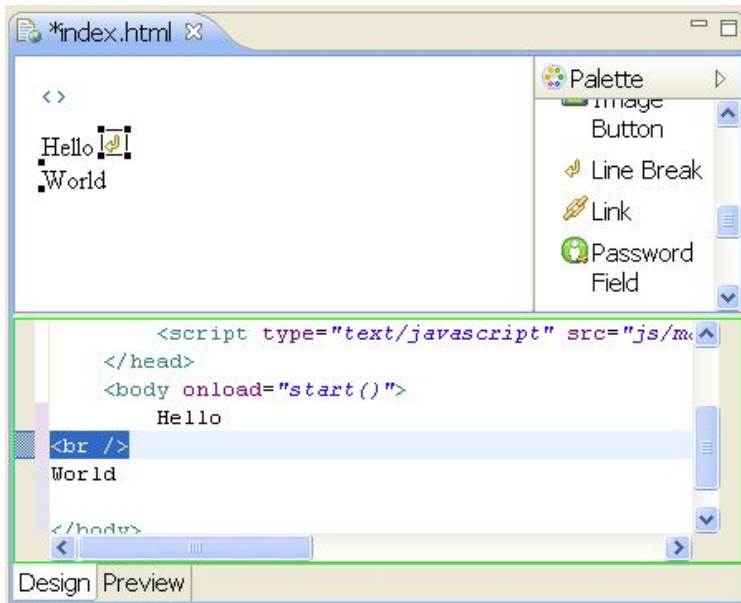 *index.html
<>
Hello
World
Palette
Image
Button
Line Break
Link
Password
Field
<script type="text/javascript" src="js/m
</head>
<body onload="start()">
Hello
<br />
World
</body>
Design Preview